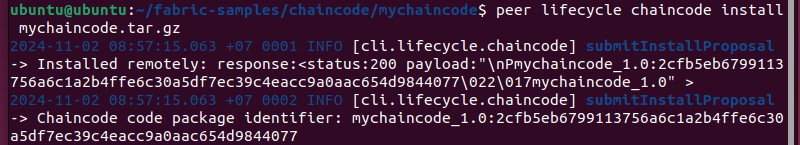 ubuntu@ubuntu:~/fabric-samples/chaincode/mychaincode$ peer lifecycle chaincode install
 mychaincode.tar.gz
2024-11-02 08:57:15.063 +07 0001 INFO [cli.lifecycle.chaincode] submitInstallProposal
-> Installed remotely: response:<status:200 payload:"\nPmychaincode_1.0:2cfb5eb6799113
756a6c1a2b4ffe6c30a5df7ec39c4eacc9a0aac654d9844077\022\017mychaincode_1.0" >
2024-11-02 08:57:15.063 +07 0002 INFO [cli.lifecycle.chaincode] submitInstallProposal
-> Chaincode code package identifier: mychaincode_1.0:2cfb5eb6799113756a6c1a2b4ffe6c30
a5df7ec39c4eacc9a0aac654d9844077